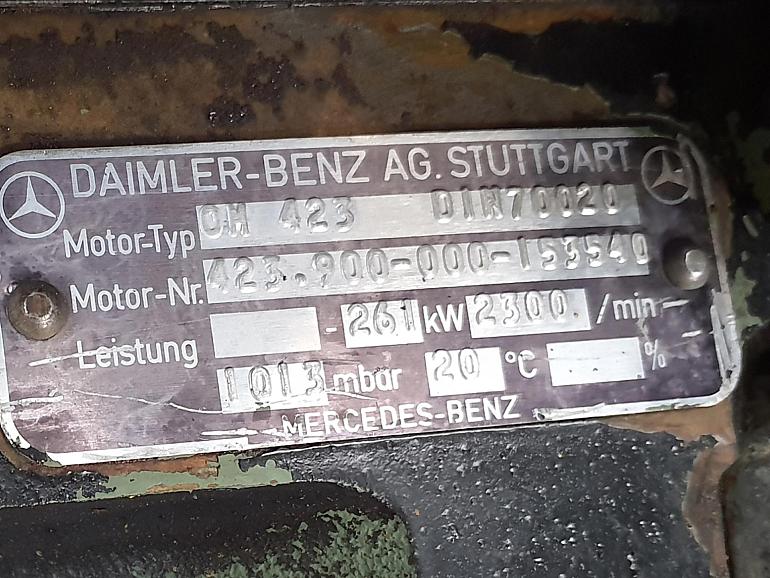 DAIMLER-BENZ AG. STUTTGART
Motor-Typ OM 423 DIN70020
Motor-Nr. 423.900-000-153540
Leistung - 261 kW 2300 /min
1013 mbar 20 °C %
MERCEDES-BENZ